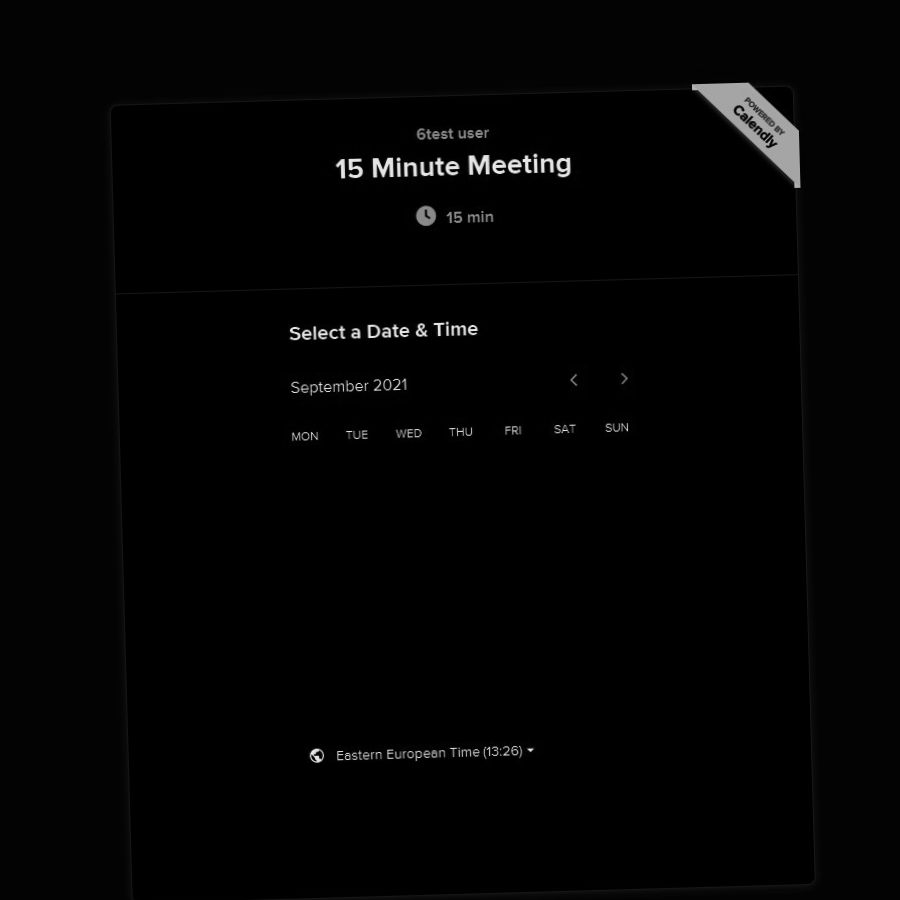 POWERED BY
Calendly
6test user
15 Minute Meeting
15 min
Select a Date & Time
September 2021
MON TUE WED THU FRI SAT SUN
Eastern European Time (13:26)